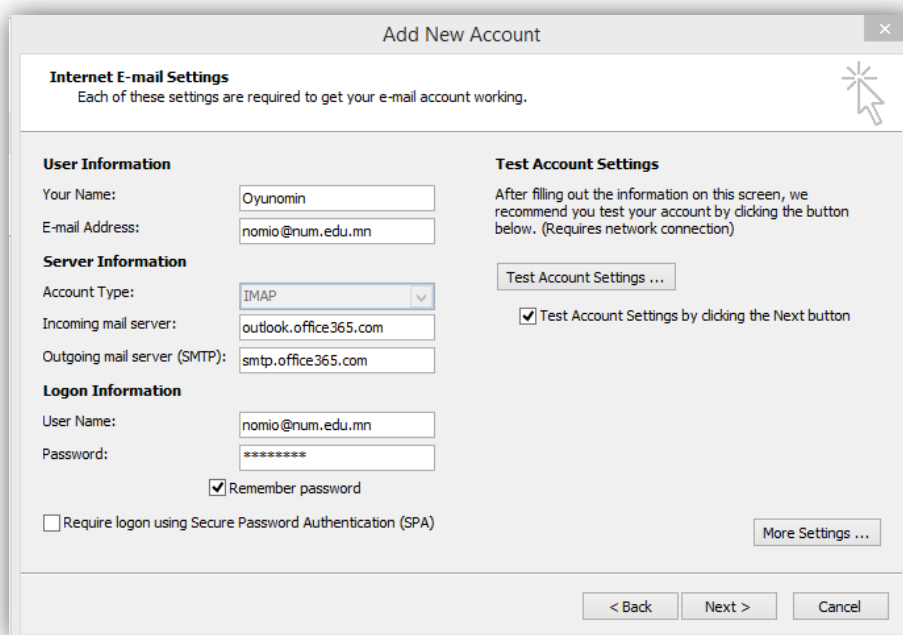 Add New Account
Internet E-mail Settings
Each of these settings are required to get your e-mail account working.
User Information
Your Name: Oyunomin
E-mail Address: nomio@num.edu.mn
Server Information
Account Type: IMAP
Incoming mail server: outlook.office365.com
Outgoing mail server (SMTP): smtp.office365.com
Logon Information
User Name: nomio@num.edu.mn
Password: ********
Remember password
Require logon using Secure Password Authentication (SPA)
Test Account Settings
After filling out the information on this screen, we
recommend you test your account by clicking the button
below. (Requires network connection)
Test Account Settings ...
Test Account Settings by clicking the Next button
More Settings ...
< Back Next > Cancel